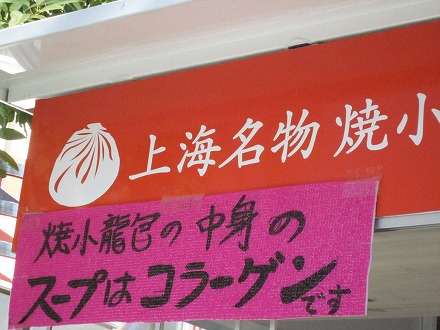 上海名物 焼小
焼小龍官の中身の
スープはコラーゲン
です